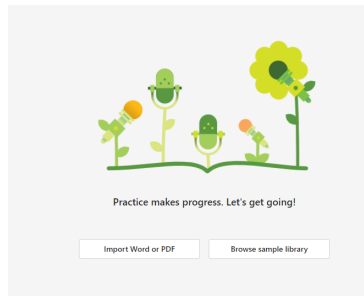 Practice makes progress. Let's get going!
Import Word or PDF
Browse sample library